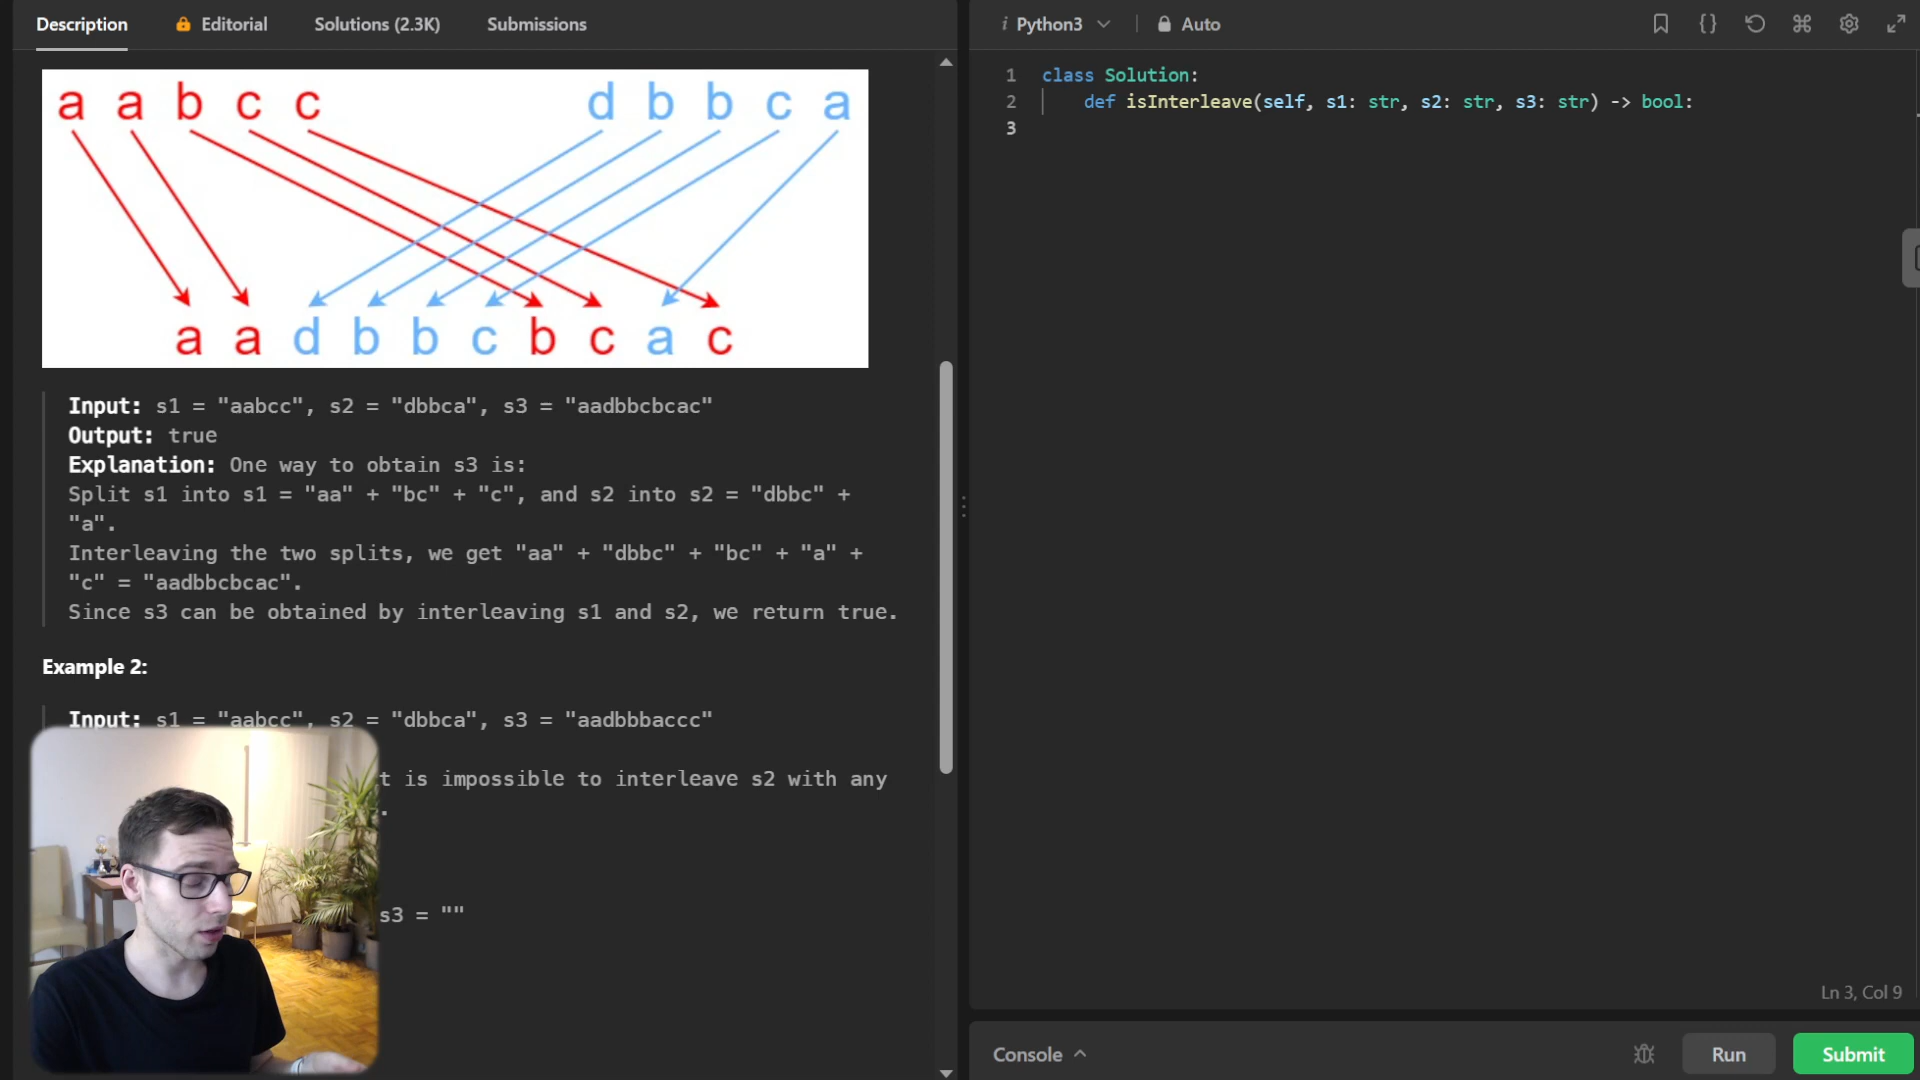 Description Editorial Solutions (2.3K) Submissions
a a b c c d b b c a
a a d b b c b c a c
Input: s1 = "aabcc", s2 = "dbbca", s3 = "aadbbcbcac"
Output: true
Explanation: One way to obtain s3 is:
Split s1 into s1 = "aa" + "bc" + "c", and s2 into s2 = "dbbc" +
"a".
Interleaving the two splits, we get "aa" + "dbbc" + "bc" + "a" +
"c" = "aadbbcbcac".
Since s3 can be obtained by interleaving s1 and s2, we return true.
Example 2:
Input: s1 = "aabcc", s2 = "dbbca", s3 = "aadbbbaccc"
t is impossible to interleave s2 with any
.
s3 = ""
i Python3 Auto
1 class Solution:
2 def isInterleave(self, s1: str, s2: str, s3: str) -> bool:
3
Ln 3, Col 9
Console Run Submit